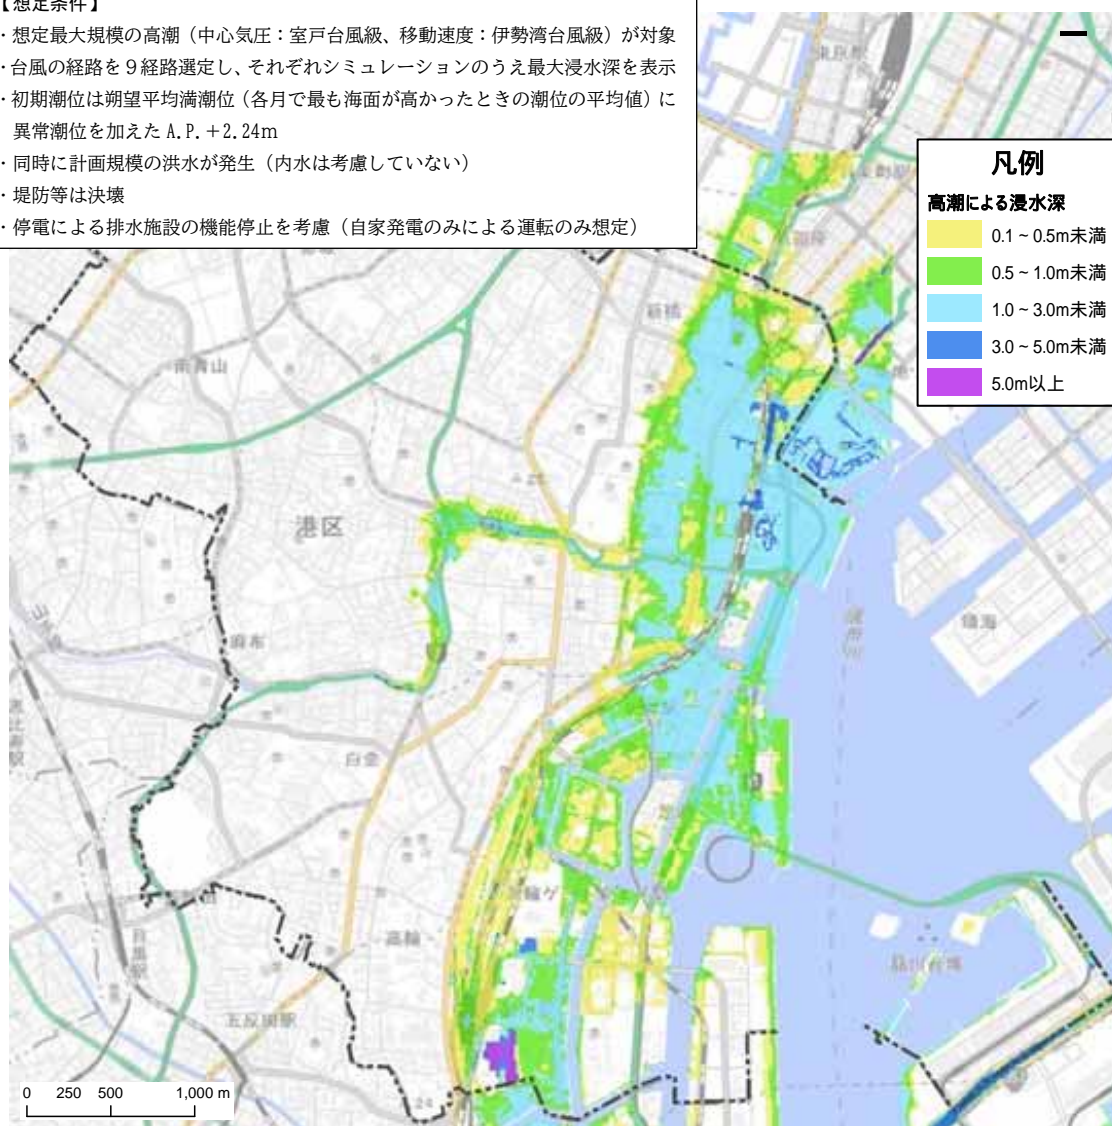 【想定条件】
・想定最大規模の高潮（中心気圧：室戸台風級、移動速度：伊勢湾台風級）が対象
・台風の経路を９経路選定し、それぞれシミュレーションのうえ最大浸水深を表示
・初期潮位は朔望平均満潮位（各月で最も海面が高かったときの潮位の平均値）に
異常潮位を加えた A.P.＋2.24m
・同時に計画規模の洪水が発生（内水は考慮していない）
・堤防等は決壊
・停電による排水施設の機能停止を考慮（自家発電のみによる運転のみ想定）
凡例
高潮による浸水深
0.1～0.5m未満
0.5～1.0m未満
1.0～3.0m未満
3.0～5.0m未満
5.0m以上
東京駅
新橋
南青山
港区
晴海
麻布
白金
高輪
目黒駅
五反田駅
品川台場
0 250 500 1,000 m